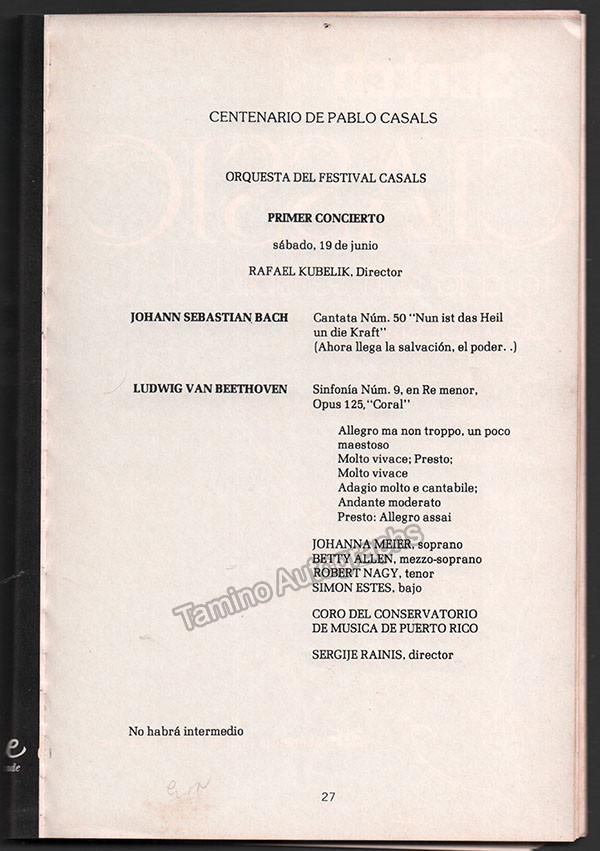 CENTENARIO DE PABLO CASALS
ORQUESTA DEL FESTIVAL CASALS
PRIMER CONCIERTO
sábado, 19 de junio
RAFAEL KUBELIK, Director
JOHANN SEBASTIAN BACH
Cantata Núm. 50 "Nun ist das Heil
un die Kraft"
(Ahora llega la salvación, el poder. .)
LUDWIG VAN BEETHOVEN
Sinfonía Núm. 9, en Re menor,
Opus 125, "Coral"
Allegro ma non troppo, un poco
maestoso
Molto vivace; Presto;
Molto vivace
Adagio molto e cantabile;
Andante moderato
Presto: Allegro assai
JOHANNA MEIER, soprano
BETTY ALLEN, mezzo-soprano
ROBERT NAGY, tenor
SIMON ESTES, bajo
Tamino Autographs
CORO DEL CONSERVATORIO
DE MUSICA DE PUERTO RICO
SERGIJE RAINIS, director
No habrá intermedio
27